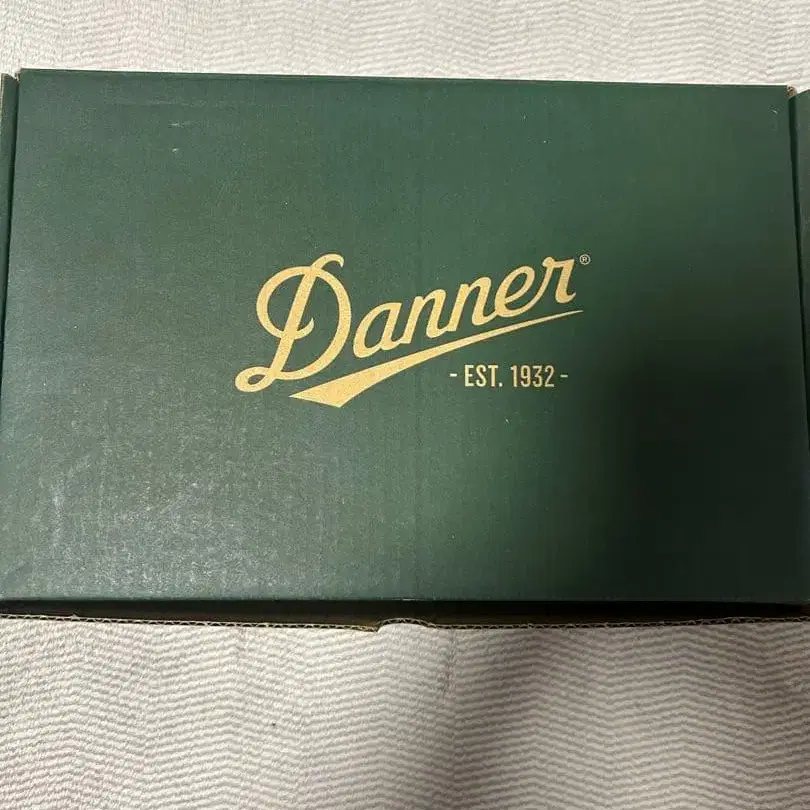 Danner®
- EST. 1932 -